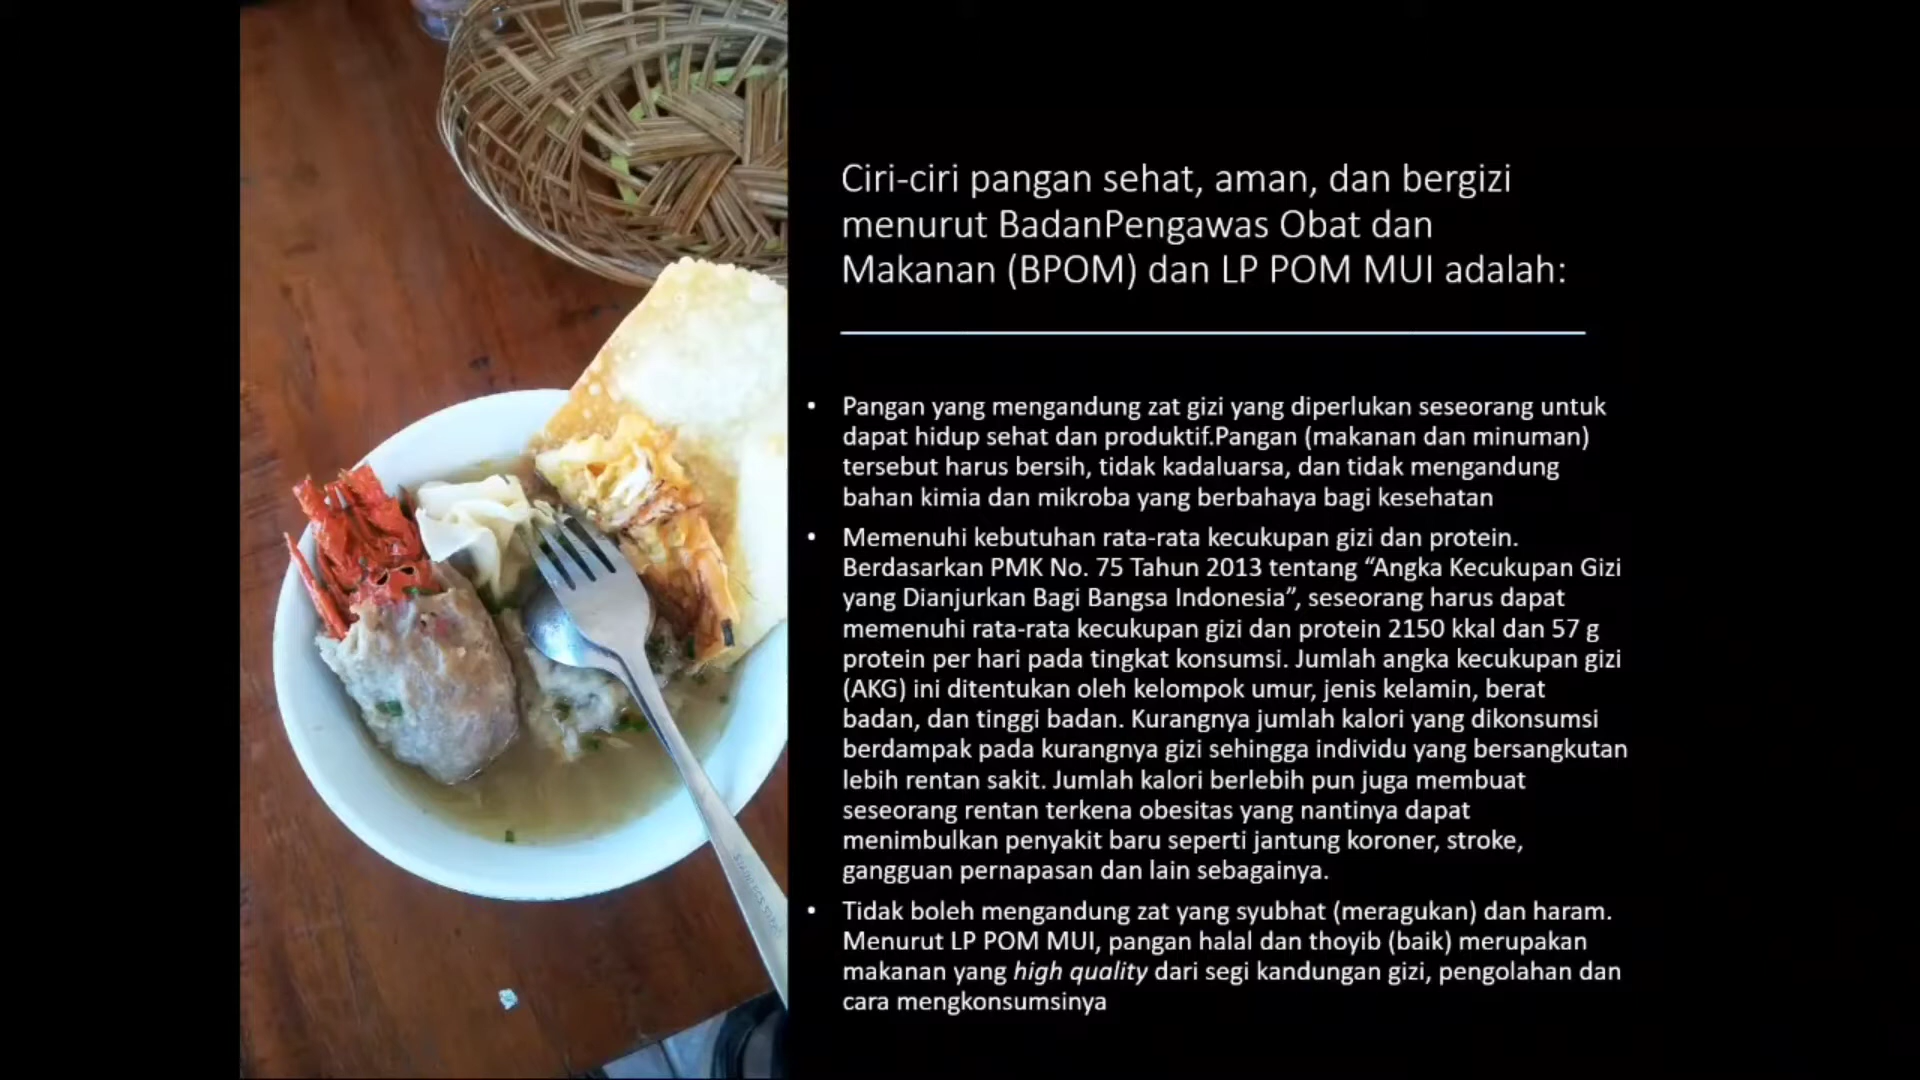 Ciri-ciri pangan sehat, aman, dan bergizi
menurut BadanPengawas Obat dan
Makanan (BPOM) dan LP POM MUI adalah:
• Pangan yang mengandung zat gizi yang diperlukan seseorang untuk
dapat hidup sehat dan produktif.Pangan (makanan dan minuman)
tersebut harus bersih, tidak kadaluarsa, dan tidak mengandung
bahan kimia dan mikroba yang berbahaya bagi kesehatan
• Memenuhi kebutuhan rata-rata kecukupan gizi dan protein.
Berdasarkan PMK No. 75 Tahun 2013 tentang “Angka Kecukupan Gizi
yang Dianjurkan Bagi Bangsa Indonesia”, seseorang harus dapat
memenuhi rata-rata kecukupan gizi dan protein 2150 kkal dan 57 g
protein per hari pada tingkat konsumsi. Jumlah angka kecukupan gizi
(AKG) ini ditentukan oleh kelompok umur, jenis kelamin, berat
badan, dan tinggi badan. Kurangnya jumlah kalori yang dikonsumsi
berdampak pada kurangnya gizi sehingga individu yang bersangkutan
lebih rentan sakit. Jumlah kalori berlebih pun juga membuat
seseorang rentan terkena obesitas yang nantinya dapat
menimbulkan penyakit baru seperti jantung koroner, stroke,
gangguan pernapasan dan lain sebagainya.
• Tidak boleh mengandung zat yang syubhat (meragukan) dan haram.
Menurut LP POM MUI, pangan halal dan thoyib (baik) merupakan
makanan yang high quality dari segi kandungan gizi, pengolahan dan
cara mengkonsumsinya